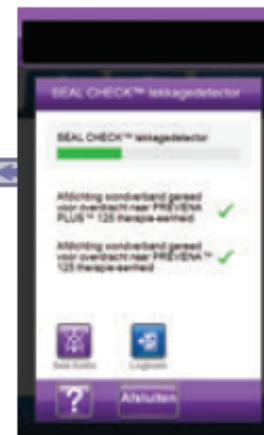 SEAL CHECK™ lekkagedetector
SEAL CHECK™ lekkagedetector
Afdichting wondverband gereed
voor overdracht naar PREVENA
PLUS™ 125 therapie-eenheid
Afdichting wondverband gereed
voor overdracht naar PREVENA™
125 therapie-eenheid
Seal Audio
Logboek
?
Afsluiten